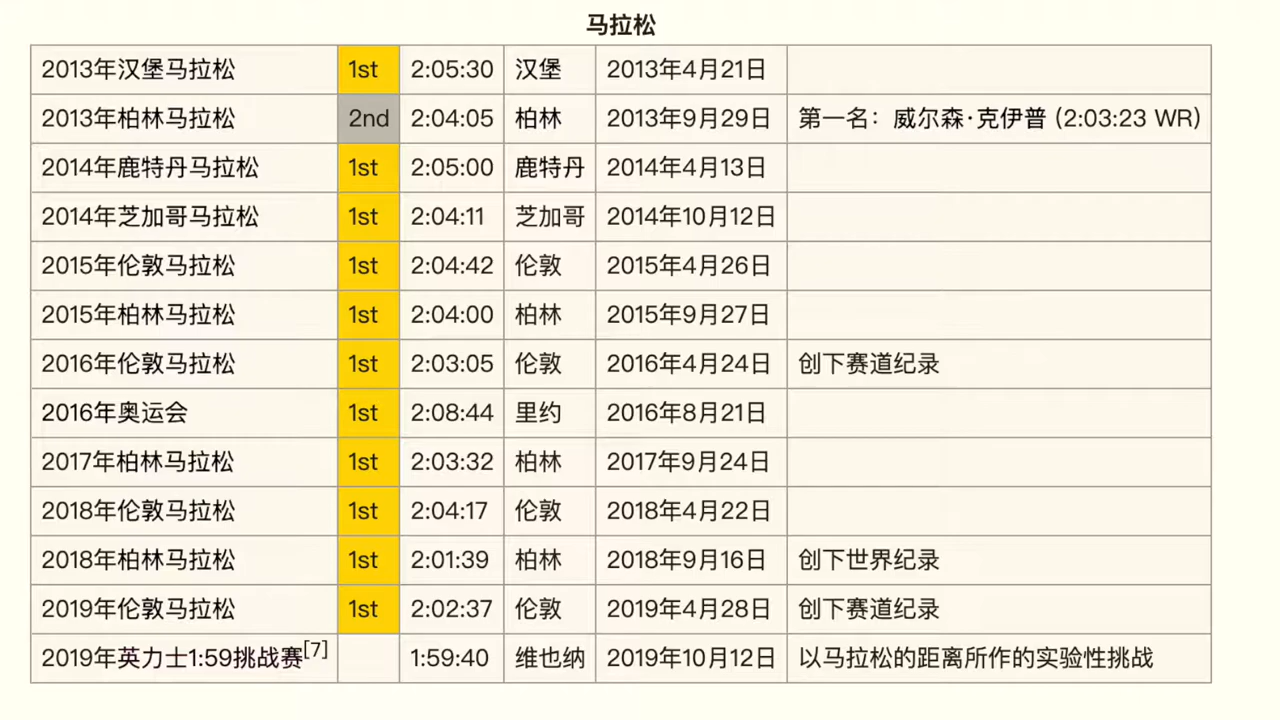 马拉松
2013年汉堡马拉松 1st 2:05:30 汉堡 2013年4月21日
2013年柏林马拉松 2nd 2:04:05 柏林 2013年9月29日 第一名：威尔森·克伊普 (2:03:23 WR)
2014年鹿特丹马拉松 1st 2:05:00 鹿特丹 2014年4月13日
2014年芝加哥马拉松 1st 2:04:11 芝加哥 2014年10月12日
2015年伦敦马拉松 1st 2:04:42 伦敦 2015年4月26日
2015年柏林马拉松 1st 2:04:00 柏林 2015年9月27日
2016年伦敦马拉松 1st 2:03:05 伦敦 2016年4月24日 创下赛道纪录
2016年奥运会 1st 2:08:44 里约 2016年8月21日
2017年柏林马拉松 1st 2:03:32 柏林 2017年9月24日
2018年伦敦马拉松 1st 2:04:17 伦敦 2018年4月22日
2018年柏林马拉松 1st 2:01:39 柏林 2018年9月16日 创下世界纪录
2019年伦敦马拉松 1st 2:02:37 伦敦 2019年4月28日 创下赛道纪录
2019年英力士1:59挑战赛[7] 1:59:40 维也纳 2019年10月12日 以马拉松的距离所作的实验性挑战